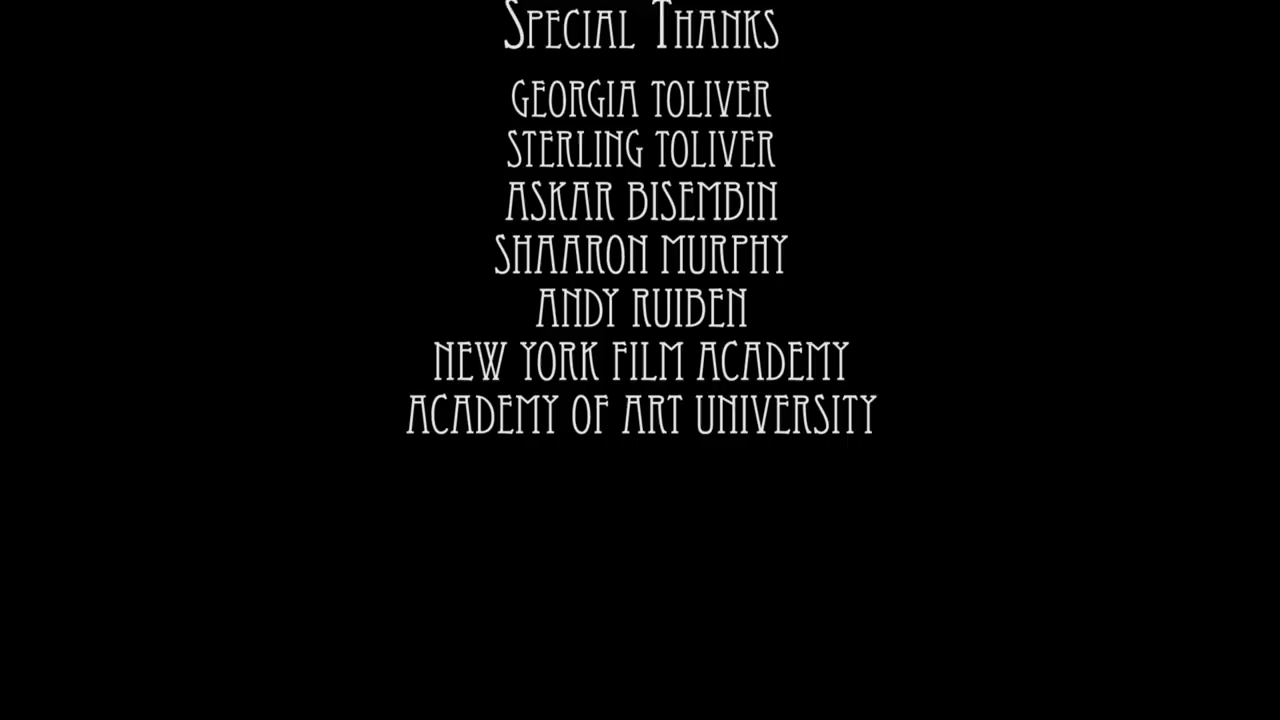 Special Thanks
GEORGIA TOLIVER
STERLING TOLIVER
ASKAR BISEMBIN
SHAARON MURPHY
ANDY RUIBEN
NEW YORK FILM ACADEMY
ACADEMY OF ART UNIVERSITY